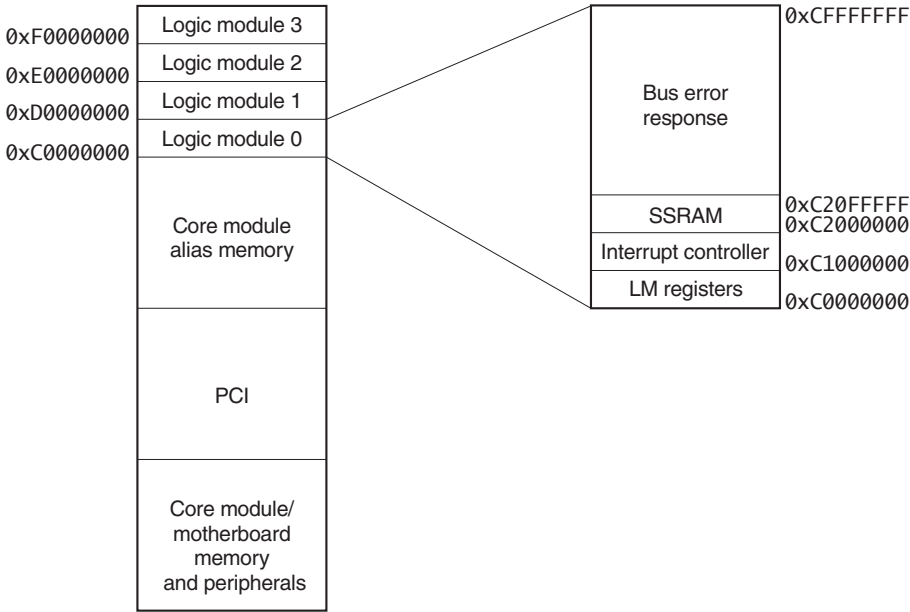 0xF0000000
Logic module 3
0xE0000000
Logic module 2
0xD0000000
Logic module 1
0xC0000000
Logic module 0
Core module
alias memory
PCI
Core module/
motherboard
memory
and peripherals
0xCFFFFFFF
Bus error
response
0xC20FFFFF
SSRAM
0xC2000000
Interrupt controller
0xC1000000
LM registers
0xC0000000